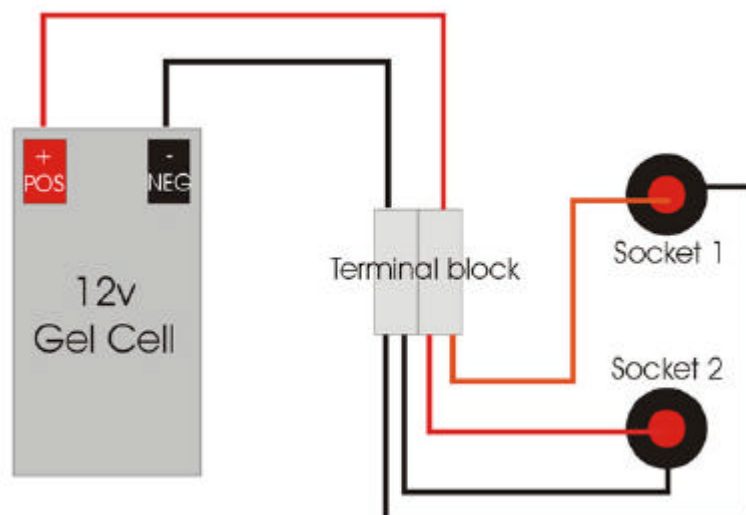 +
POS
-
NEG
12v
Gel Cell
Terminal block
Socket 1
Socket 2